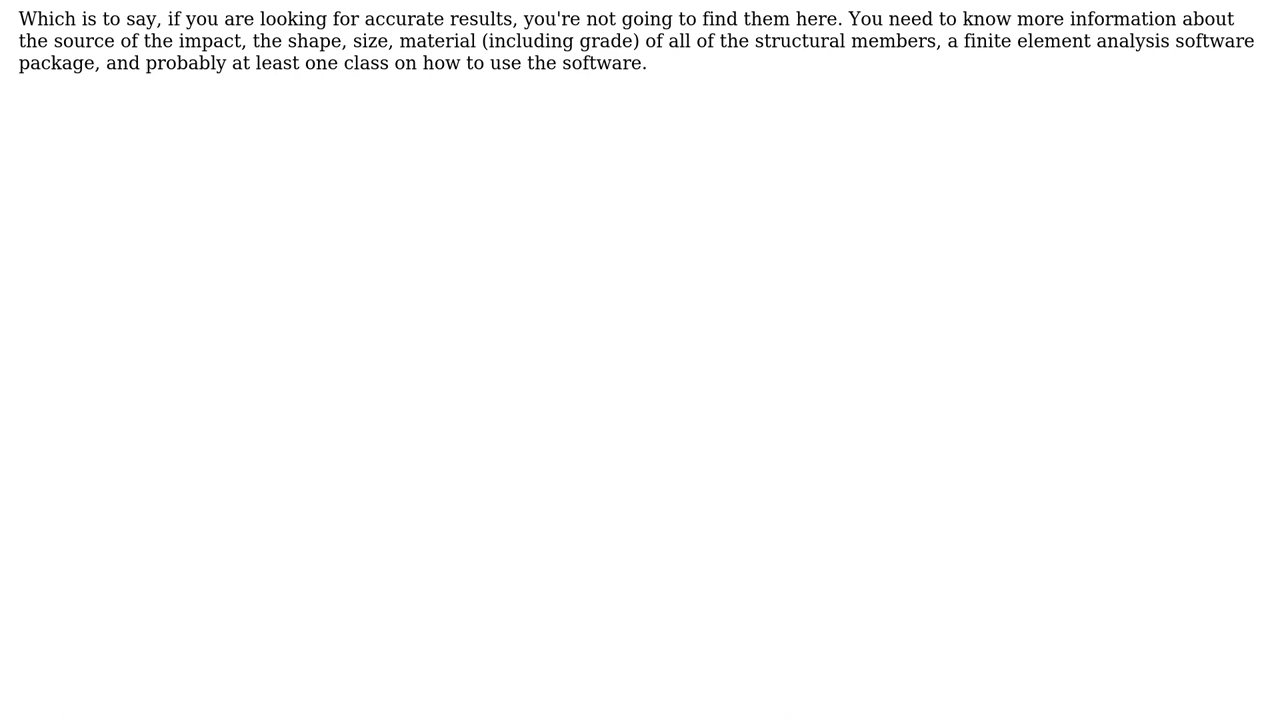 Which is to say, if you are looking for accurate results, you're not going to find them here. You need to know more information about
the source of the impact, the shape, size, material (including grade) of all of the structural members, a finite element analysis software
package, and probably at least one class on how to use the software.